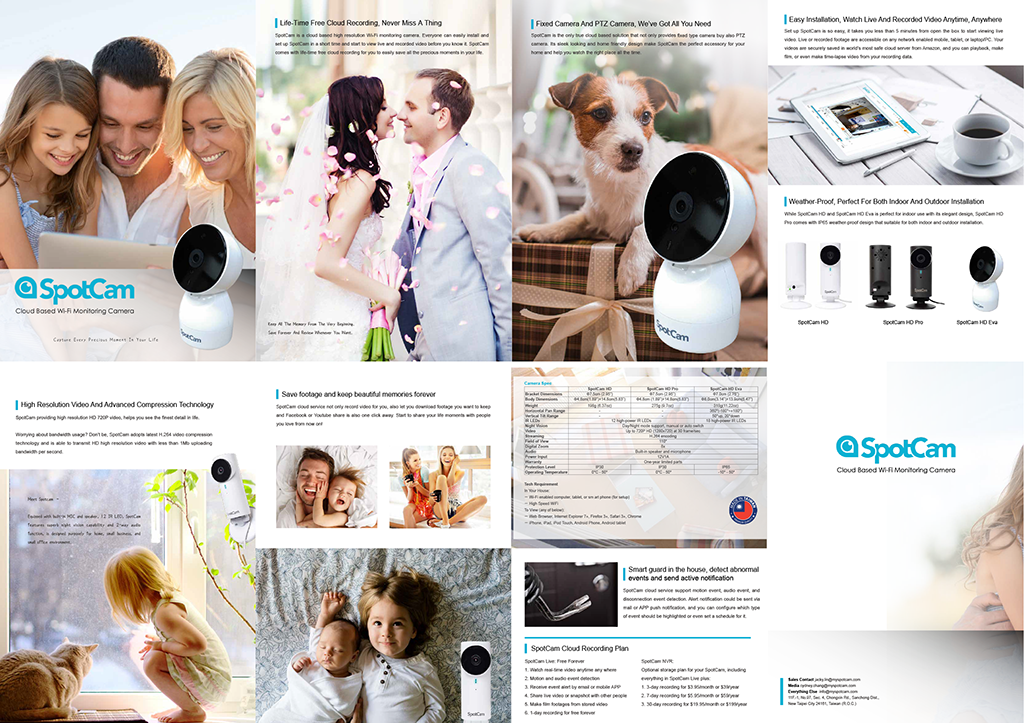 SpotCam
Cloud Based Wi-Fi Monitoring Camera
Capture Every Precious Moment In Your Life
Life-Time Free Cloud Recording, Never Miss A Thing
SpotCam is a cloud based high resolution Wi-Fi monitoring camera. Everyone can easily install and
set up SpotCam in a short time and start to view live and recorded video before you know it. SpotCam
comes with life-time free cloud recording for you to easily save all the precious moments in your life.
Keep All The Memory From The Very Beginning.
Save Forever And Review Whenever You Want.
Fixed Camera And PTZ Camera, We've Got All You Need
SpotCam is the only true cloud based solution that not only provides fixed type camera buy also PTZ
camera. Its sleek looking and home friendly design make SpotCam the perfect accessory for your
home and help you watch the right place all the time.
SpotCam
Easy Installation, Watch Live And Recorded Video Anytime, Anywhere
Set up SpotCam is so easy, it takes you less than 5 minutes from open the box to start viewing live
video. Live or recorded footage are accessible on any network enabled mobile, tablet, or laptop/PC. Your
videos are securely saved in world's most safe cloud server from Amazon, and you can playback, make
film, or even make time-lapse video from your recording data.
Weather-Proof, Perfect For Both Indoor And Outdoor Installation
While SpotCam HD and SpotCam HD Eva is perfect for indoor use with its elegant design, SpotCam HD
Pro comes with IP65 weather-proof design that suitable for both indoor and outdoor installation.
SpotCam HD
SpotCam HD Pro
SpotCam HD Eva
High Resolution Video And Advanced Compression Technology
SpotCam providing high resolution HD 720P video, helps you see the finest detail in life.
Worrying about bandwidth usage? Don't be, SpotCam adopts latest H.264 video compression
technology and is able to transmit HD high resolution video with less than 1Mb uploading
bandwidth per second.
Meet SpotCam -
Equipped with built-in MIC and speaker, 12 IR LED, SpotCam
features superb night vision capability and 2-way audio
function, is designed purposely for home, small business, and
small office environment.
Save footage and keep beautiful memories forever
SpotCam cloud service not only record video for you, also let you download footage you want to keep
and Facebook or Youtube share is also one click away. Start to share your life moments with people
you love from now on!
SpotCam
Camera Spec
SpotCam HD SpotCam HD Pro SpotCam HD Eva
Bracket Dimensions
Body Dimensions
Weight
Horizontal Pan Range
Vertical Tilt Range
IR LEDs 12 high-power IR LEDs 10 high-power IR LEDs
Night Vision Day/Night mode support, manual or auto switch
Video Up to 720P HD (1280x720) at 30 frames/sec
Streaming H.264 encoding
Field of View 110°
Digital Zoom
Audio Built-in speaker and microphone
Power Input
Warranty One-year limited parts
Protection Level
Operating Temperature
Tech Requirement
In Your Home:
- Wi-Fi enabled computer, tablet, or smart phone (for setup)
- High Speed WiFi
To View (any of below):
- Web Browser, Internet Explorer 7+, Firefox 3+, Safari 5+, Chrome
- iPhone, iPad, iPod Touch, Android Phone, Android tablet
Smart guard in the house, detect abnormal
events and send active notification
SpotCam cloud service support motion event, audio event, and
disconnection event detection. Alert notification could be sent via
mail or APP push notification, and you can configure which type
of event should be highlighted or even set a schedule for it.
SpotCam Cloud Recording Plan
SpotCam Live: Free Forever
1. Watch real-time video anytime any where
2. Motion and audio event detection
3. Receive event alert by email or mobile APP
4. Share live video or snapshot with other people
5. Make film footages from stored video
6. 1-day recording for free forever
SpotCam NVR:
Optional storage plan for your SpotCam, including
everything in SpotCam Live plus:
1. 3-day recording for $3.95/month or $39/year
2. 7-day recording for $5.95/month or $59/year
3. 30-day recording for $19.95/month or $199/year
SpotCam
Cloud Based Wi-Fi Monitoring Camera
Sales Contact jacky.lin@myspotcam.com
Media sydney.chang@myspotcam.com
Everything Else info@myspotcam.com
11F.-1, No.97, Sec. 4, Chongxin Rd., Sanchong Dist.,
New Taipei City 24161, Taiwan (R.O.C.)